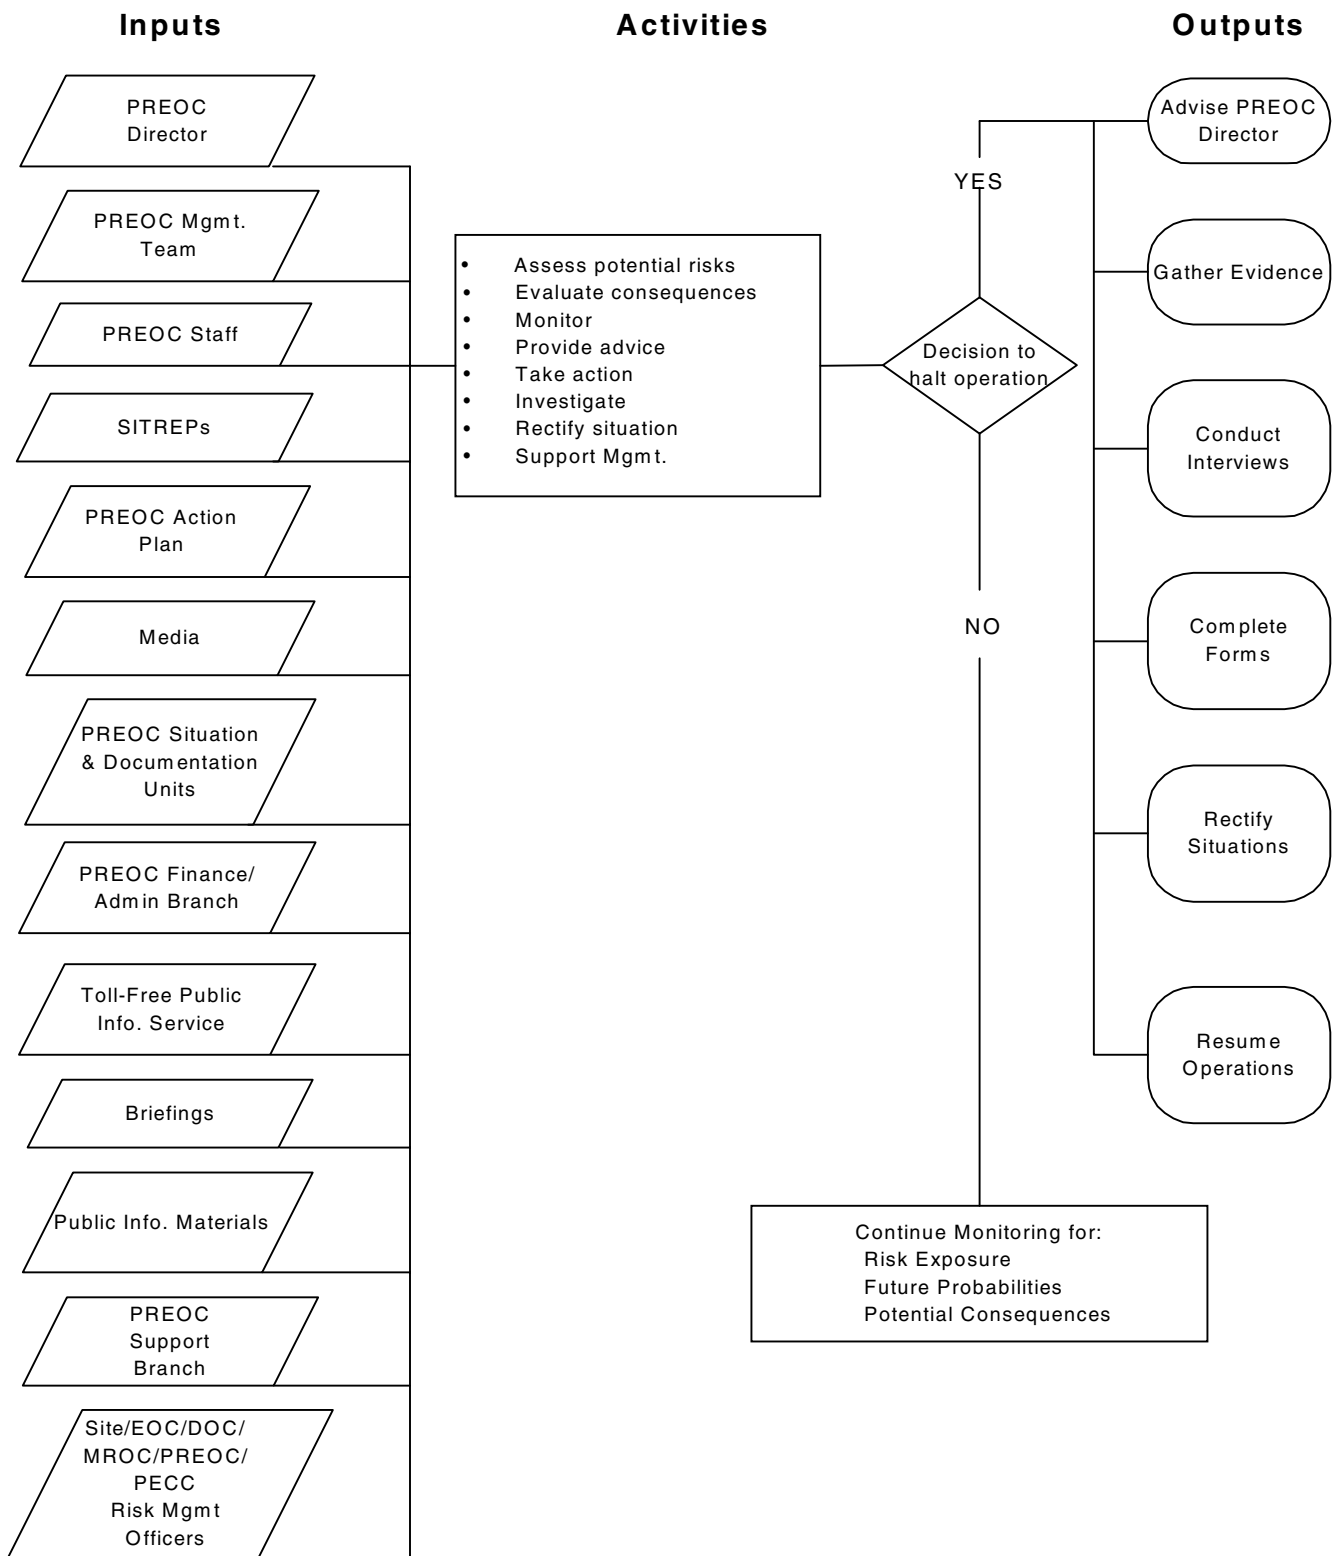 Inputs
Activities
Outputs
PREOC
Director
PREOC Mgmt.
Team
PREOC Staff
SITREPs
PREOC Action
Plan
Media
PREOC Situation
& Documentation
Units
PREOC Finance/
Admin Branch
Toll-Free Public
Info. Service
Briefings
Public Info. Materials
PREOC
Support
Branch
Site/EOC/DOC/
MROC/PREOC/
PECC
Risk Mgmt
Officers
• Assess potential risks
• Evaluate consequences
• Monitor
• Provide advice
• Take action
• Investigate
• Rectify situation
• Support Mgmt.
Decision to
halt operation
YES
NO
Continue Monitoring for:
Risk Exposure
Future Probabilities
Potential Consequences
Advise PREOC
Director
Gather Evidence
Conduct
Interviews
Complete
Forms
Rectify
Situations
Resume
Operations